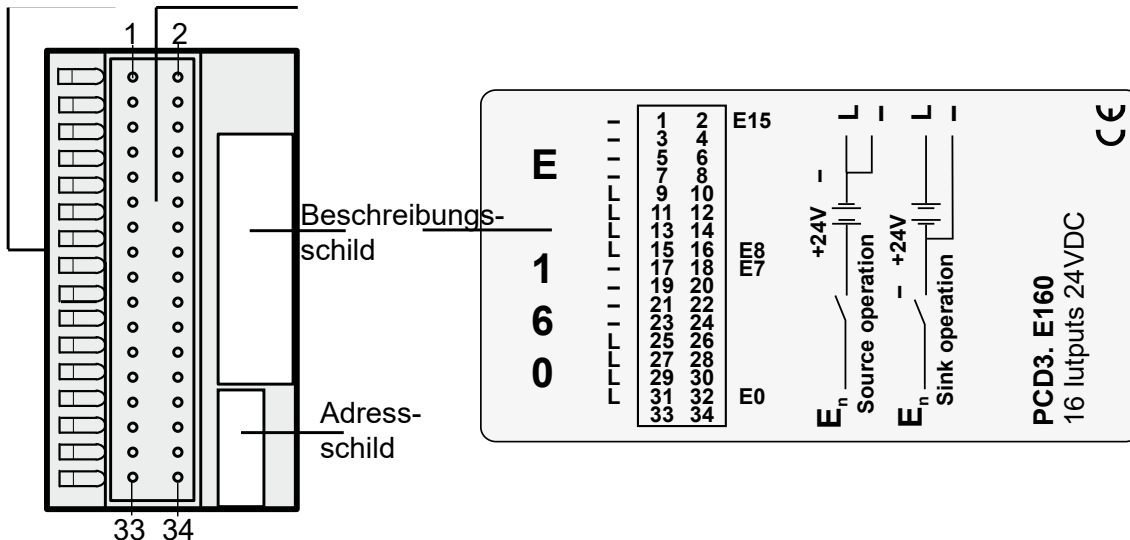 1 2
Beschreibungs-
schild
Adress-
schild
33 34
E
1
6
0
– 1 2 E15
– 3 4
– 5 6
– 7 8
L 9 10
L 11 12
L 13 14
L 15 16 E8
– 17 18 E7
– 19 20
– 21 22
– 23 24
L 25 26
L 27 28
L 29 30
L 31 32 E0
33 34
L –
+24V –
En
Source operation
L –
– +24V
En
Sink operation
PCD3. E160
16 lutputs 24VDC
CE